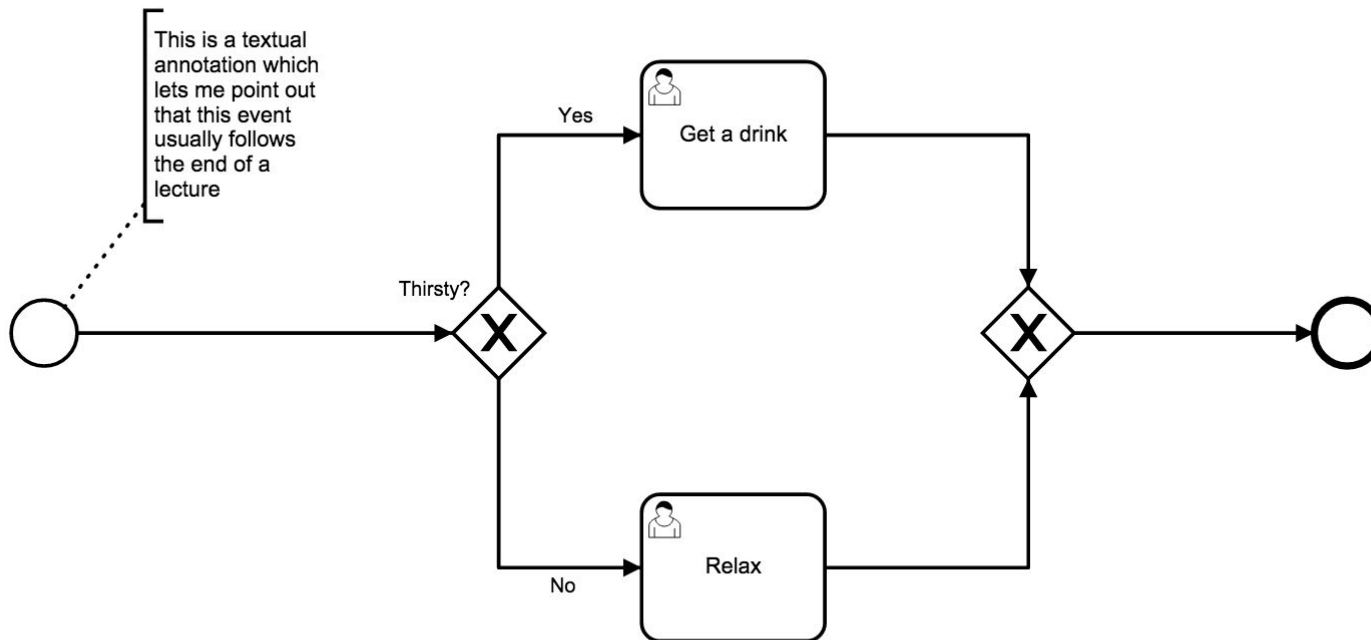 This is a textual
annotation which
lets me point out
that this event
usually follows
the end of a
lecture
Yes
Get a drink
Thirsty?
X
X
No
Relax